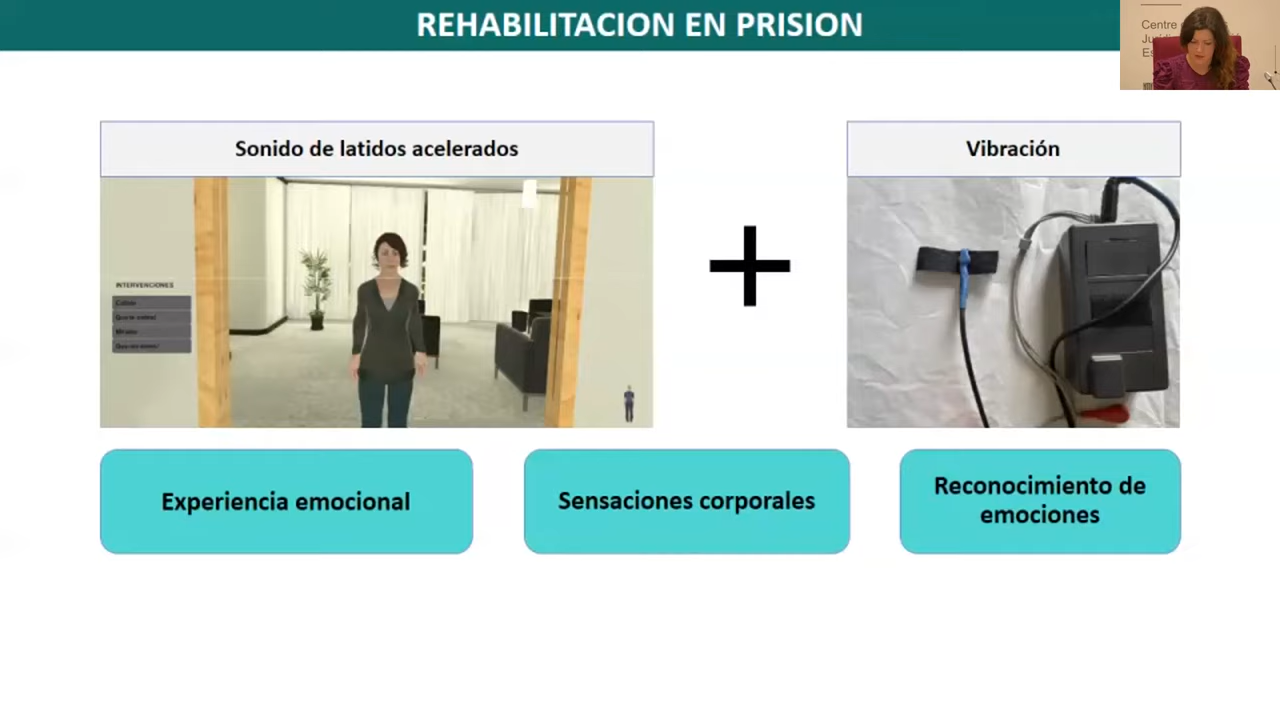 REHABILITACION EN PRISION
Centre
Sonido de latidos acelerados
Vibración
INTERVENCIONES
Experiencia emocional
Sensaciones corporales
Reconocimiento de
emociones